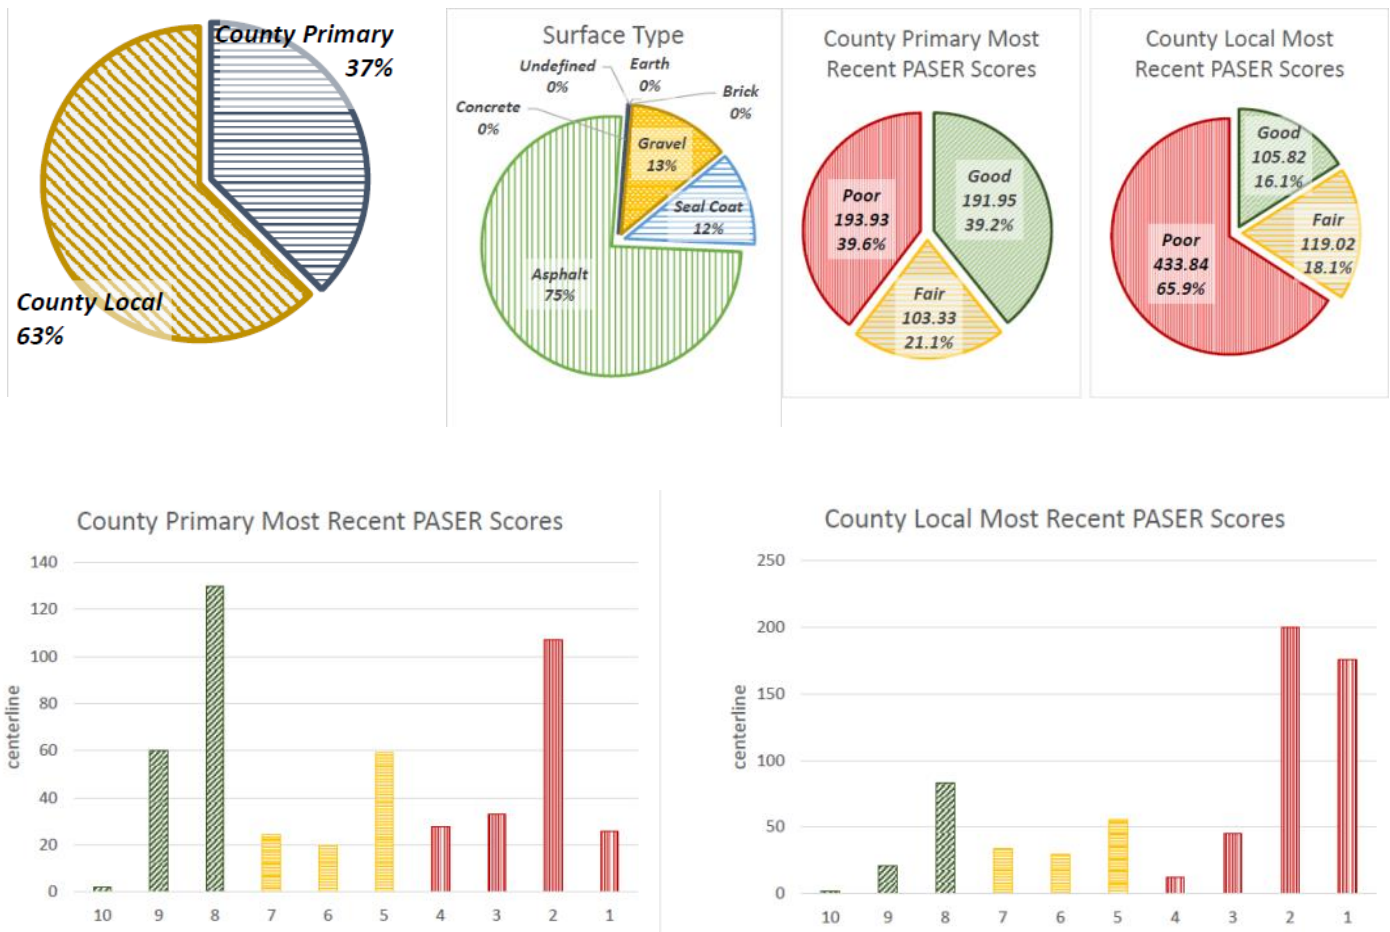 County Primary
37%
County Local
63%
Surface Type
Undefined
0%
Earth
0%
Brick
0%
Concrete
0%
Gravel
13%
Seal Coat
12%
Asphalt
75%
County Primary Most
Recent PASER Scores
Poor
193.93
39.6%
Good
191.95
39.2%
Fair
103.33
21.1%
County Local Most
Recent PASER Scores
Good
105.82
16.1%
Fair
119.02
18.1%
Poor
433.84
65.9%
County Primary Most Recent PASER Scores
centerline
140
120
100
80
60
40
20
0
10 9 8 7 6 5 4 3 2 1
County Local Most Recent PASER Scores
centerline
250
200
150
100
50
0
10 9 8 7 6 5 4 3 2 1